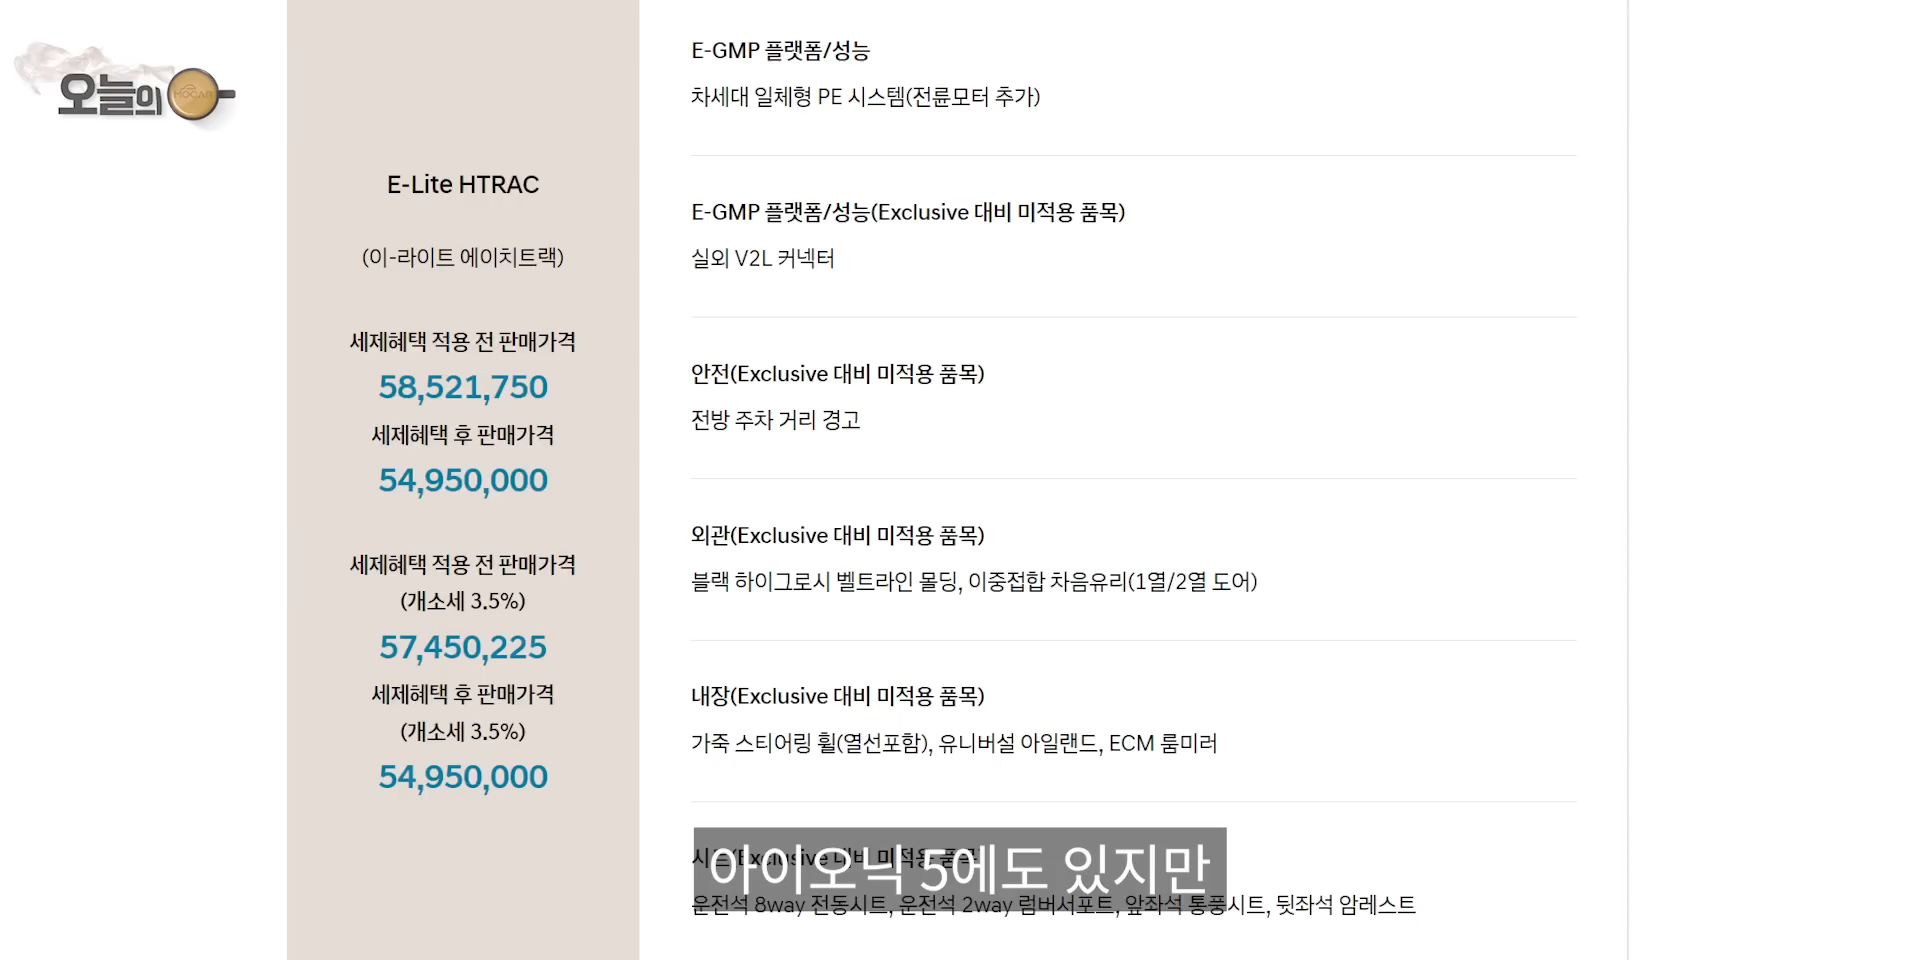 오늘의
MOCAR
E-Lite HTRAC
(이-라이트 에이치트랙)
세제혜택 적용 전 판매가격
58,521,750
세제혜택 후 판매가격
54,950,000
세제혜택 적용 전 판매가격
(개소세 3.5%)
57,450,225
세제혜택 후 판매가격
(개소세 3.5%)
54,950,000
E-GMP 플랫폼/성능
차세대 일체형 PE 시스템(전륜모터 추가)
E-GMP 플랫폼/성능(Exclusive 대비 미적용 품목)
실외 V2L 커넥터
안전(Exclusive 대비 미적용 품목)
전방 주차 거리 경고
외관(Exclusive 대비 미적용 품목)
블랙 하이그로시 벨트라인 몰딩, 이중접합 차음유리(1열/2열 도어)
내장(Exclusive 대비 미적용 품목)
가죽 스티어링 휠(열선포함), 유니버설 아일랜드, ECM 룸미러
시트(Exclusive 대비 미적용 품목)
아이오닉 5에도 있지만
운전석 8way 전동시트, 운전석 2way 럼버서포트, 앞좌석 통풍시트, 뒷좌석 암레스트